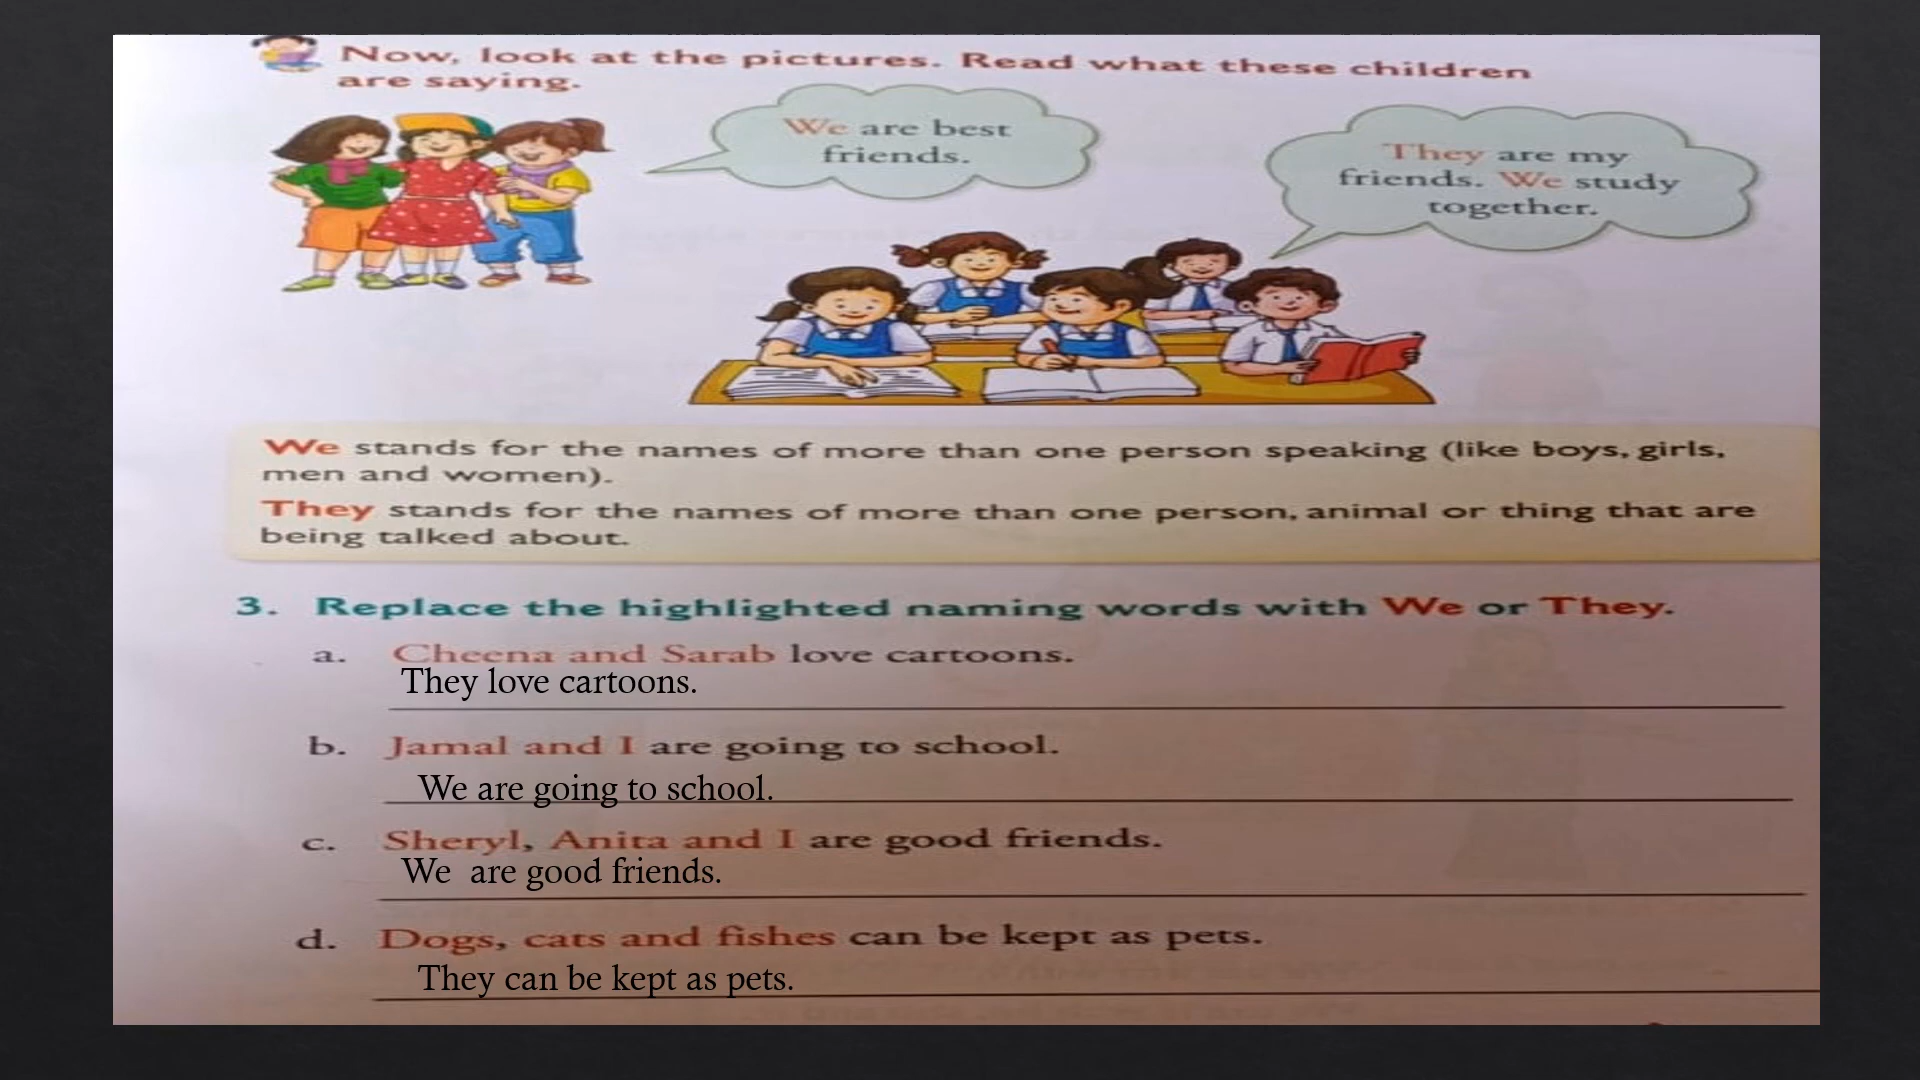 Now, look at the pictures. Read what these children
are saying.
We are best
friends.
They are my
friends. We study
together.
We stands for the names of more than one person speaking (like boys, girls,
men and women).
They stands for the names of more than one person, animal or thing that are
being talked about.
3. Replace the highlighted naming words with We or They.
a. Cheena and Sarab love cartoons.
They love cartoons.
b. Jamal and I are going to school.
We are going to school.
c. Sheryl, Anita and I are good friends.
We  are good friends.
d. Dogs, cats and fishes can be kept as pets.
They can be kept as pets.